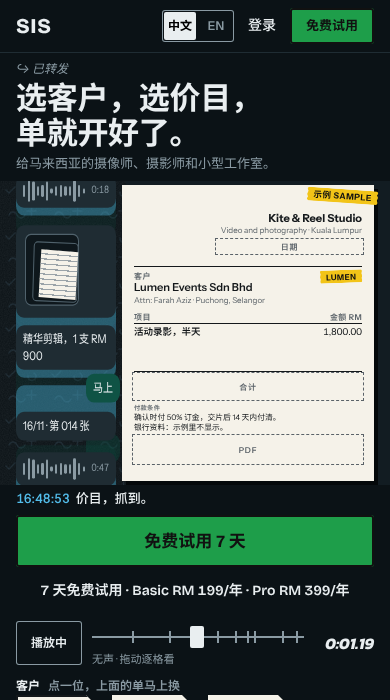 SIS
中文 EN 登录 免费试用
↪ 已转发
选客户，选价目，
单就开好了。
给马来西亚的摄像师、摄影师和小型工作室。
0:18
精华剪辑，1 支 RM
900
马上
16/11 · 第 014 张
0:47
示例 SAMPLE
Kite & Reel Studio
Video and photography · Kuala Lumpur
日期
客户
LUMEN
Lumen Events Sdn Bhd
Attn: Farah Aziz · Puchong, Selangor
项目 金额 RM
活动录影，半天 1,800.00
合计
付款条件
确认时付 50% 订金，交片后 14 天内付清。
银行资料：示例里不显示。
PDF
16:48:53 价目，抓到。
免费试用 7 天
7 天免费试用 · Basic RM 199/年 · Pro RM 399/年
播放中
无声 · 拖动逐格看
0:01.19
客户 点一位，上面的单马上换